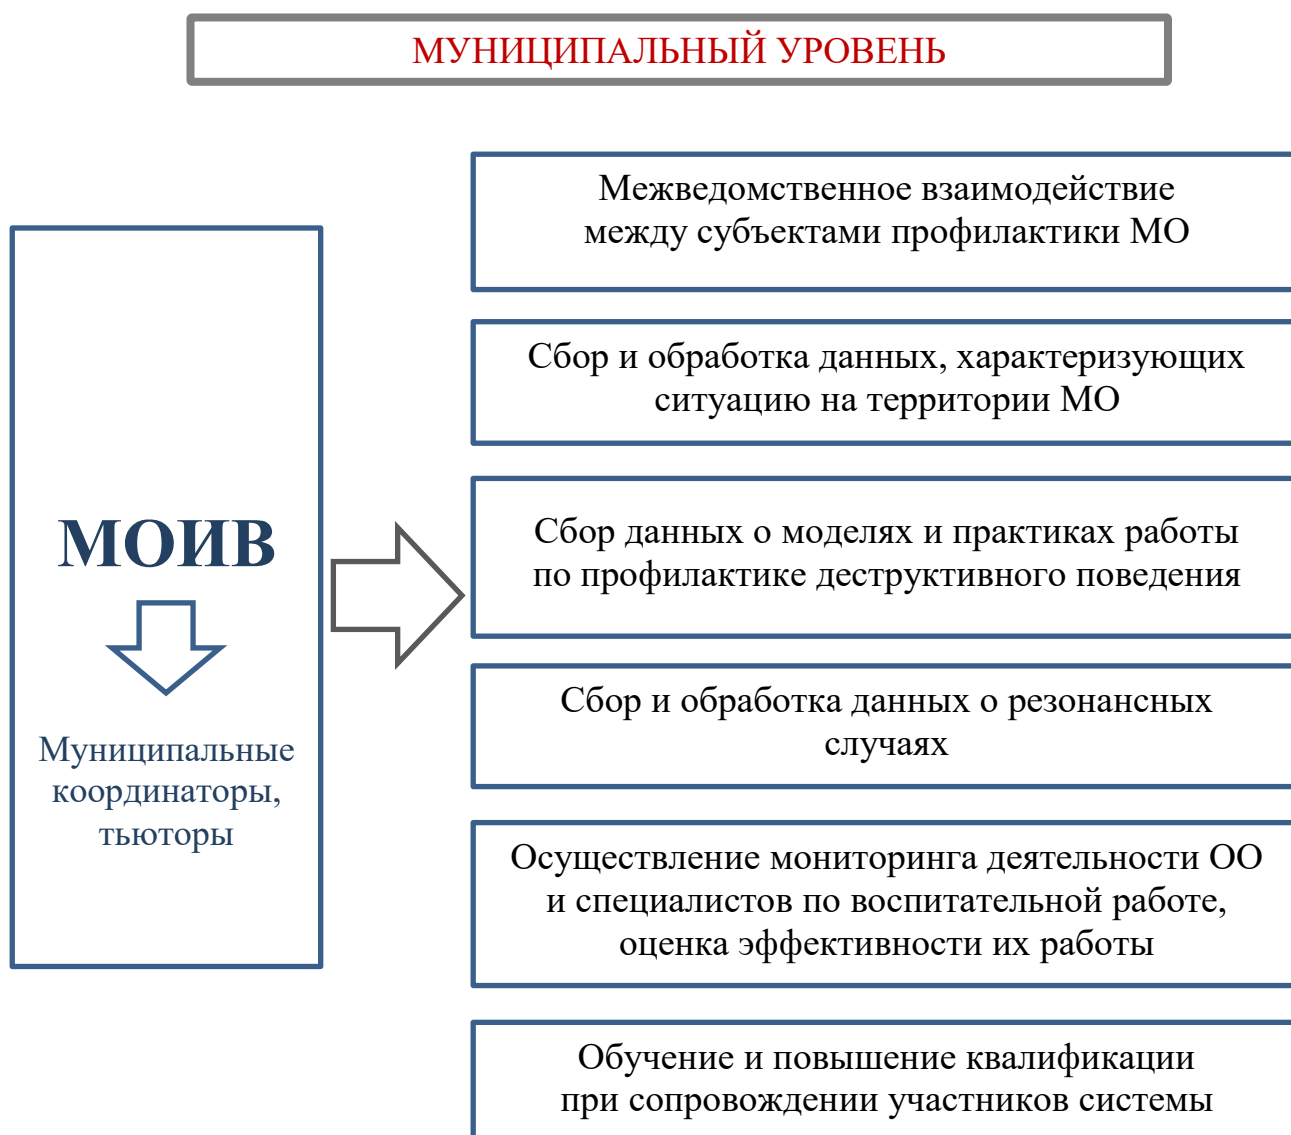 МУНИЦИПАЛЬНЫЙ УРОВЕНЬ
МОИВ
Муниципальные
координаторы,
тьюторы
Межведомственное взаимодействие
между субъектами профилактики МО
Сбор и обработка данных, характеризующих
ситуацию на территории МО
Сбор данных о моделях и практиках работы
по профилактике деструктивного поведения
Сбор и обработка данных о резонансных
случаях
Осуществление мониторинга деятельности ОО
и специалистов по воспитательной работе,
оценка эффективности их работы
Обучение и повышение квалификации
при сопровождении участников системы